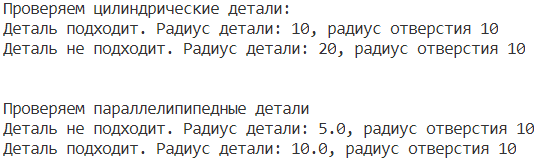 Проверяем цилиндрические детали:
Деталь подходит. Радиус детали: 10, радиус отверстия 10
Деталь не подходит. Радиус детали: 20, радиус отверстия 10
Проверяем параллелипипедные детали
Деталь не подходит. Радиус детали: 5.0, радиус отверстия 10
Деталь подходит. Радиус детали: 10.0, радиус отверстия 10